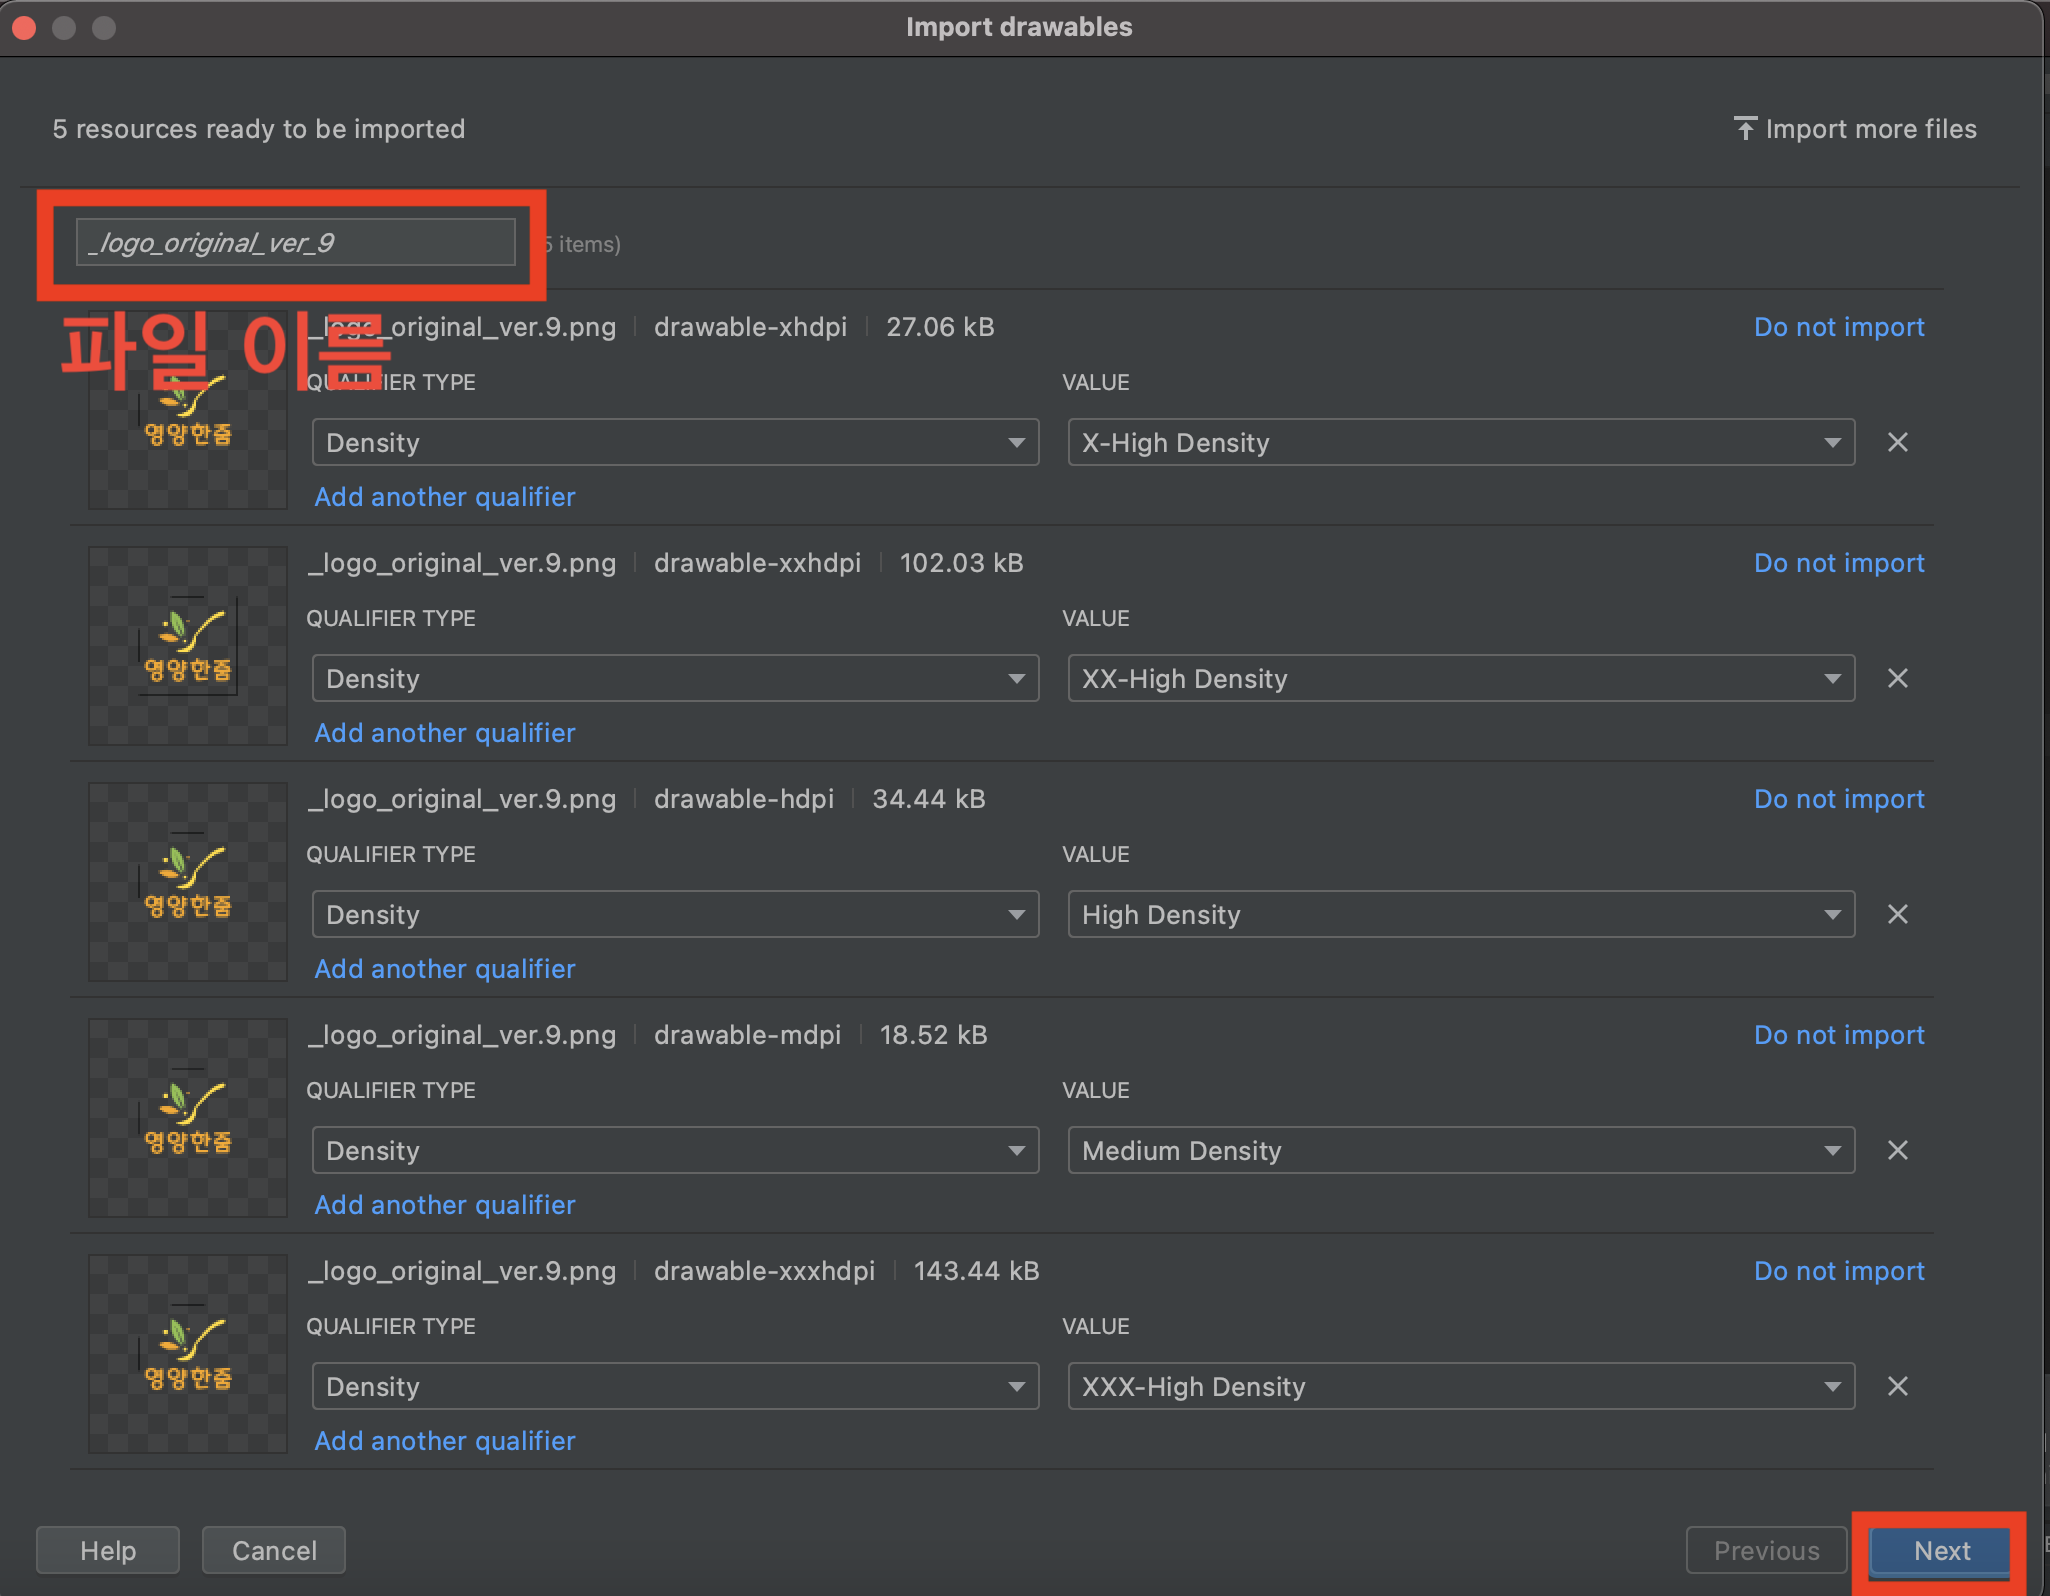 Import drawables
5 resources ready to be imported
Import more files
_logo_original_ver_9
5 items)
파일 이름
_logo_original_ver.9.png drawable-xhdpi 27.06 kB Do not import
QUALIFIER TYPE VALUE
영양한줌
Density X-High Density
Add another qualifier
_logo_original_ver.9.png drawable-xxhdpi 102.03 kB Do not import
QUALIFIER TYPE VALUE
영양한줌
Density XX-High Density
Add another qualifier
_logo_original_ver.9.png drawable-hdpi 34.44 kB Do not import
QUALIFIER TYPE VALUE
영양한줌
Density High Density
Add another qualifier
_logo_original_ver.9.png drawable-mdpi 18.52 kB Do not import
QUALIFIER TYPE VALUE
영양한줌
Density Medium Density
Add another qualifier
_logo_original_ver.9.png drawable-xxxhdpi 143.44 kB Do not import
QUALIFIER TYPE VALUE
영양한줌
Density XXX-High Density
Add another qualifier
Help Cancel Previous Next